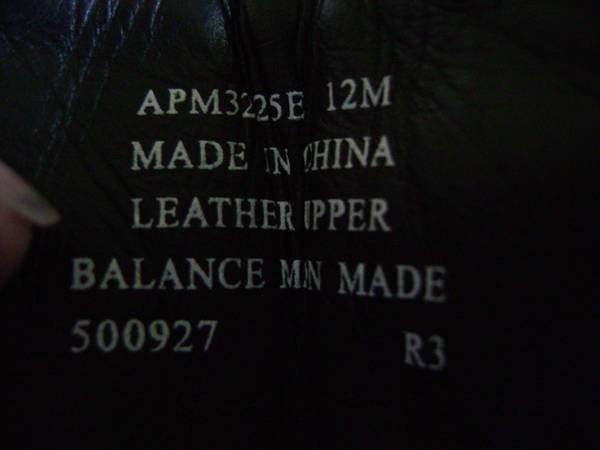 APM3225E 12M
MADE IN CHINA
LEATHER UPPER
BALANCE MAN MADE
500927 R3